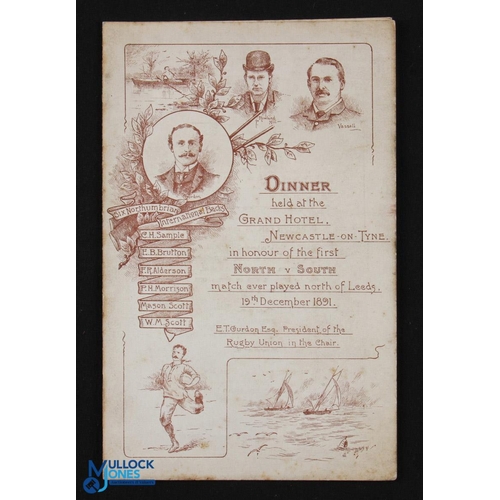 Vassall
DINNER
held at the
GRAND HOTEL,
NEWCASTLE-ON-TYNE.
in honour of the first
NORTH v SOUTH
match ever played north of Leeds,
19th December 1891.
E.T. Gurdon Esq. President of the
Rugby Union in the Chair.
Six Northumbrian
International Backs
C.H. Sample
E.B. Brutton
F.R. Alderson
F.H. Morrison
Mason Scott
W.M. Scott
MULLOCK
JONES